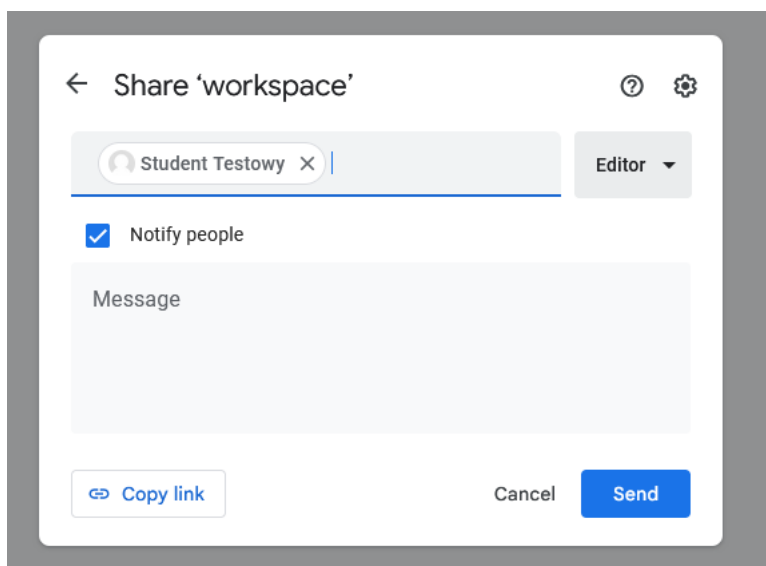 Share ‘workspace’
Student Testowy
Editor
Notify people
Message
Copy link
Cancel
Send